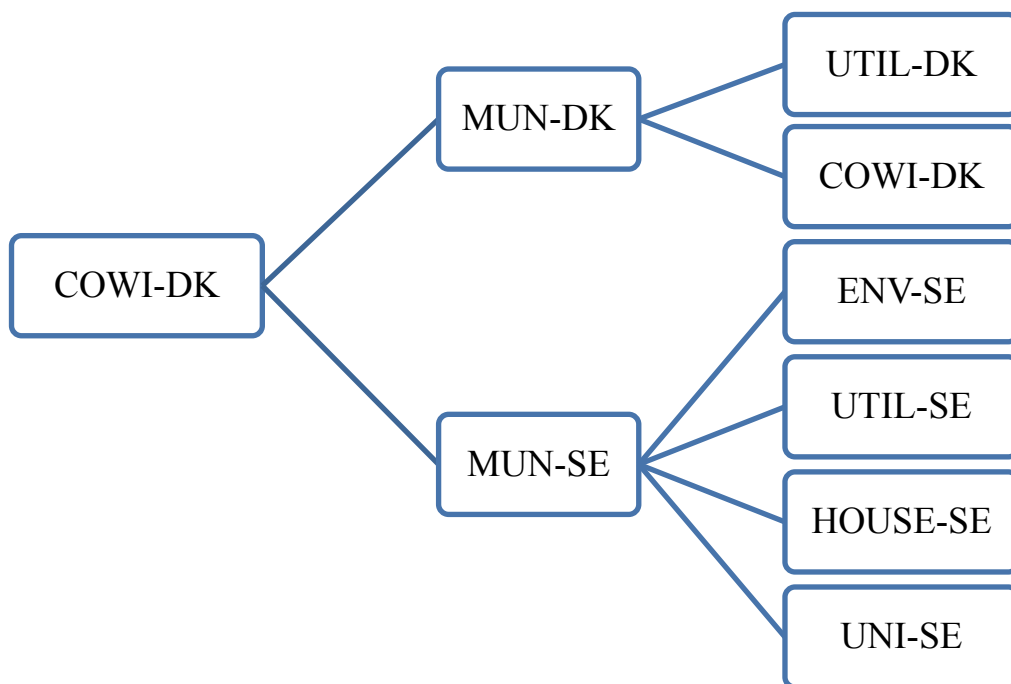 COWI-DK
MUN-DK
UTIL-DK
COWI-DK
MUN-SE
ENV-SE
UTIL-SE
HOUSE-SE
UNI-SE